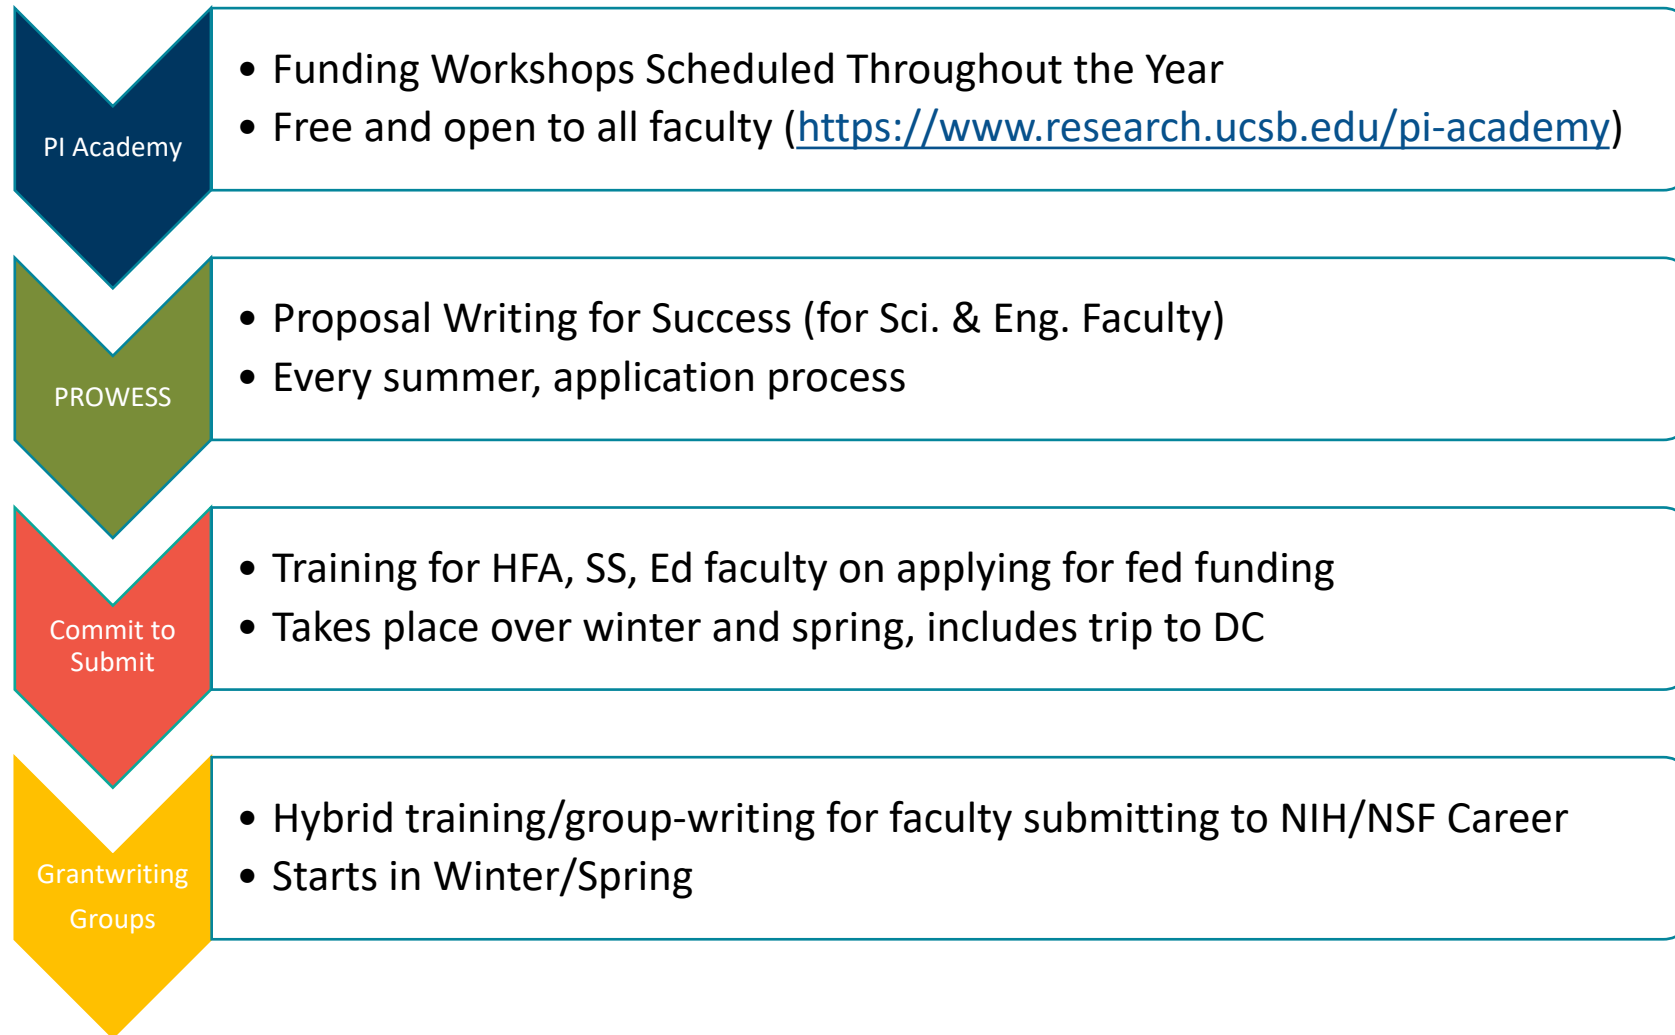 PI Academy
• Funding Workshops Scheduled Throughout the Year
• Free and open to all faculty (https://www.research.ucsb.edu/pi-academy)
PROWESS
• Proposal Writing for Success (for Sci. & Eng. Faculty)
• Every summer, application process
Commit to
Submit
• Training for HFA, SS, Ed faculty on applying for fed funding
• Takes place over winter and spring, includes trip to DC
Grantwriting
Groups
• Hybrid training/group-writing for faculty submitting to NIH/NSF Career
• Starts in Winter/Spring